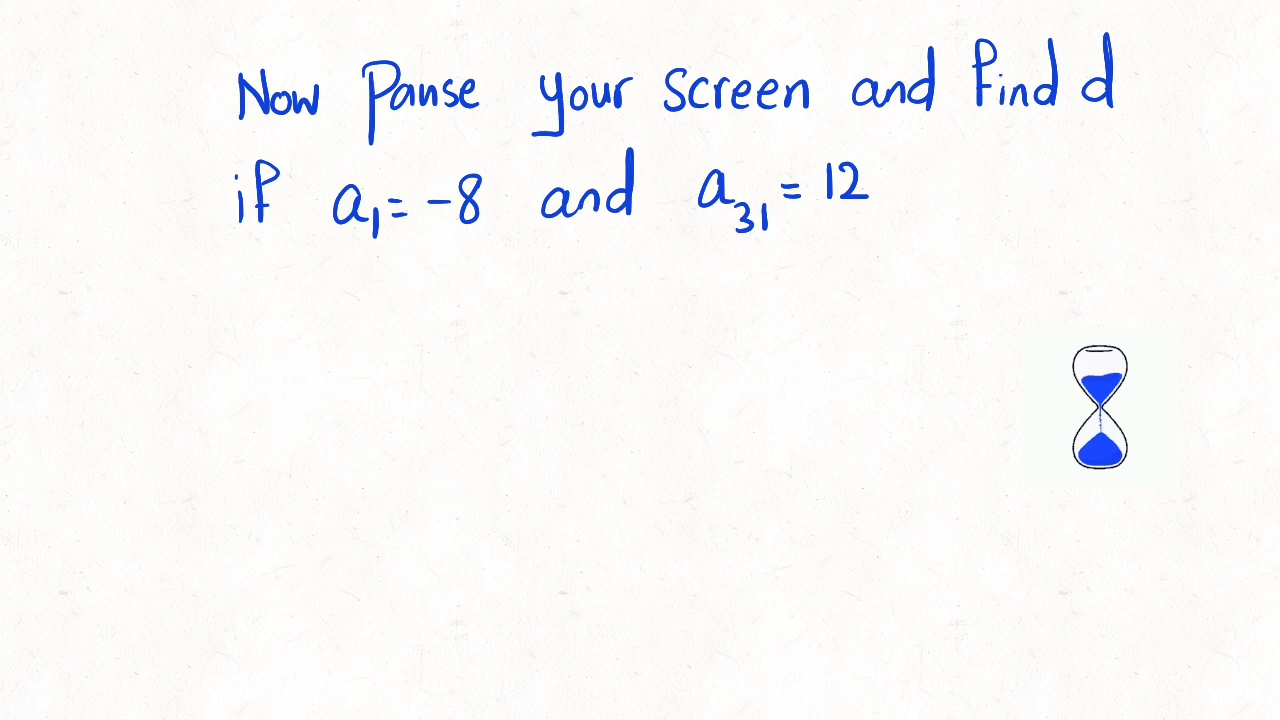 Now Pause your screen and find d
if a₁ = -8 and a₃₁ = 12